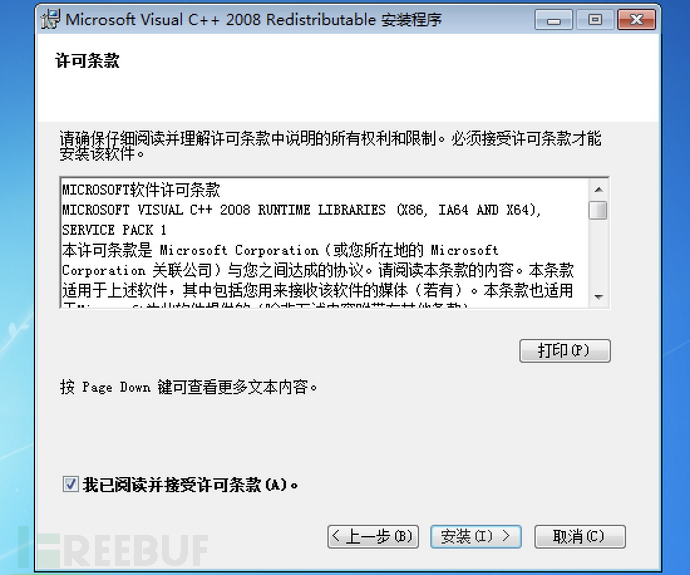 Microsoft Visual C++ 2008 Redistributable 安装程序
许可条款
请确保仔细阅读并理解许可条款中说明的所有权利和限制。必须接受许可条款才能
安装该软件。
MICROSOFT软件许可条款
MICROSOFT VISUAL C++ 2008 RUNTIME LIBRARIES (X86, IA64 AND X64),
SERVICE PACK 1
本许可条款是 Microsoft Corporation（或您所在地的 Microsoft
Corporation 关联公司）与您之间达成的协议。请阅读本条款的内容。本条款
适用于上述软件，其中包括您用来接收该软件的媒体（若有）。本条款也适用
打印(P)
按 Page Down 键可查看更多文本内容。
我已阅读并接受许可条款(A)。
< 上一步(B)
安装(I) >
取消(C)
FREEBUF